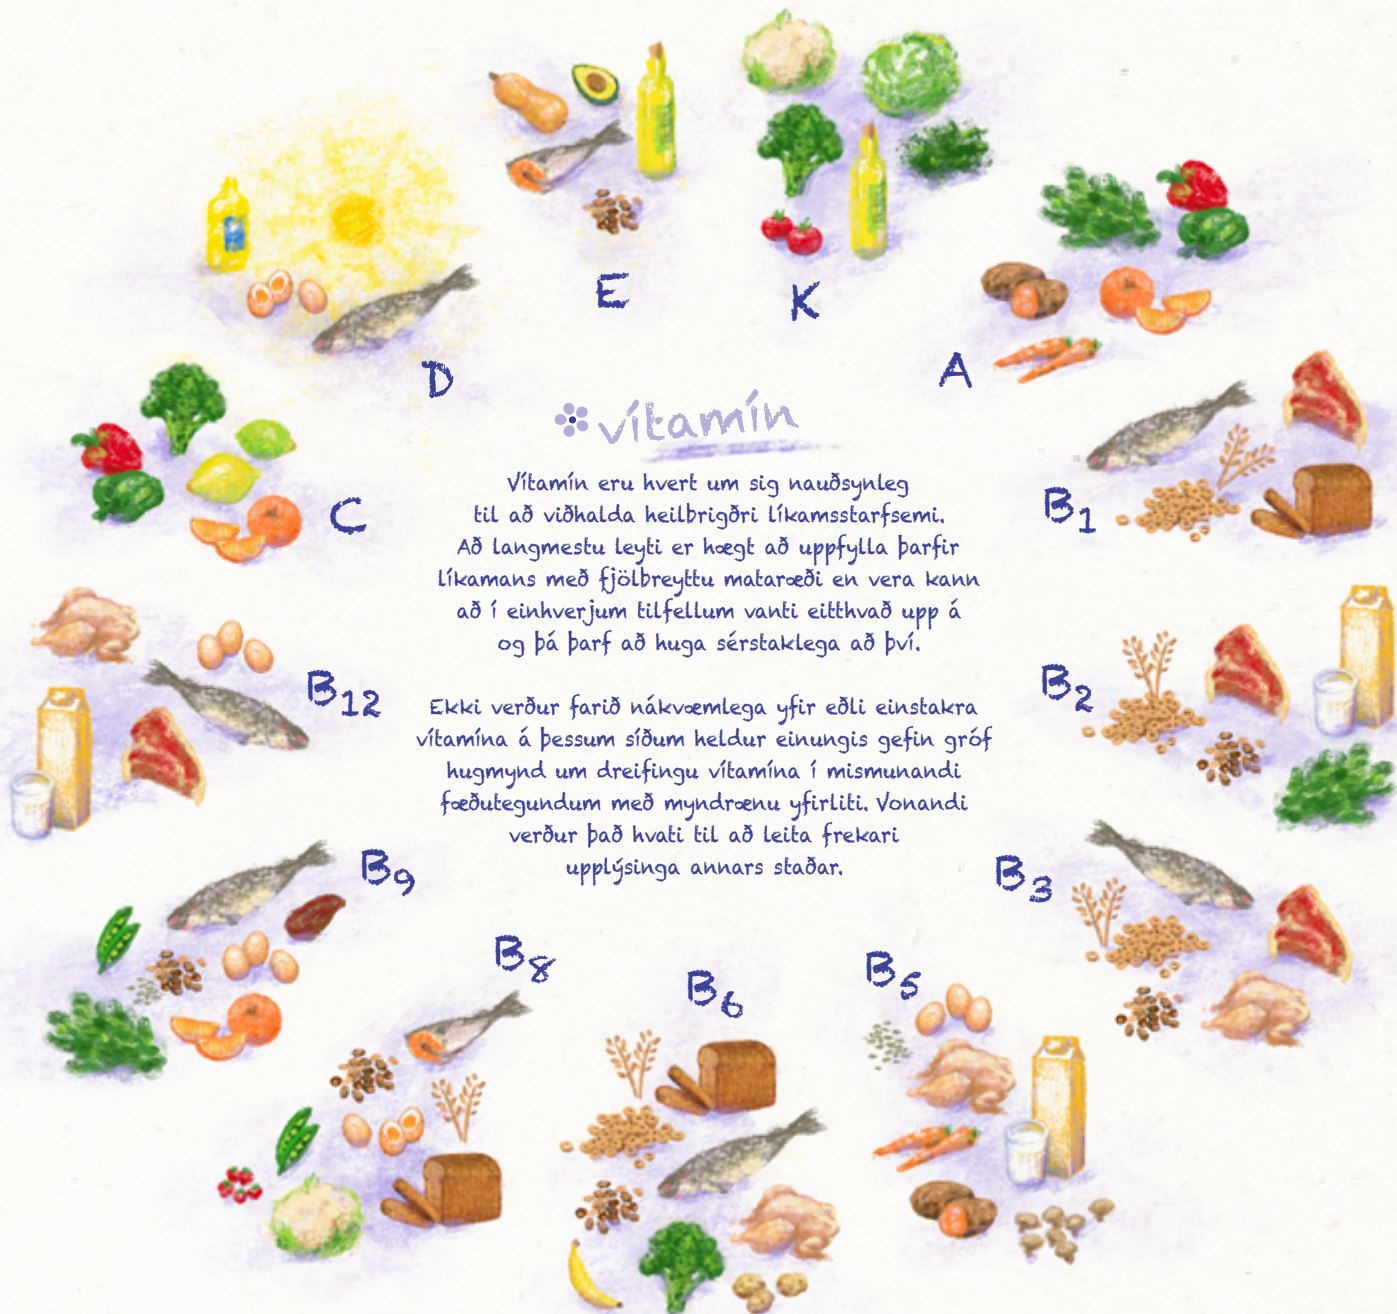 E
K
D
A
vítamín
C
B1
Vítamín eru hvert um sig nauðsynleg
til að viðhalda heilbrigðri líkamsstarfsemi.
Að langmestu leyti er hægt að uppfylla þarfir
líkamans með fjölbreyttu mataræði en vera kann
að í einhverjum tilfellum vanti eitthvað upp á
og þá þarf að huga sérstaklega að því.
B12
B2
Ekki verður farið nákvæmlega yfir eðli einstakra
vítamína á þessum síðum heldur einungis gefin gróf
hugmynd um dreifingu vítamína í mismunandi
fæðutegundum með myndrænu yfirliti. Vonandi
verður það hvati til að leita frekari
upplýsinga annars staðar.
B9
B3
B8
B6
B5